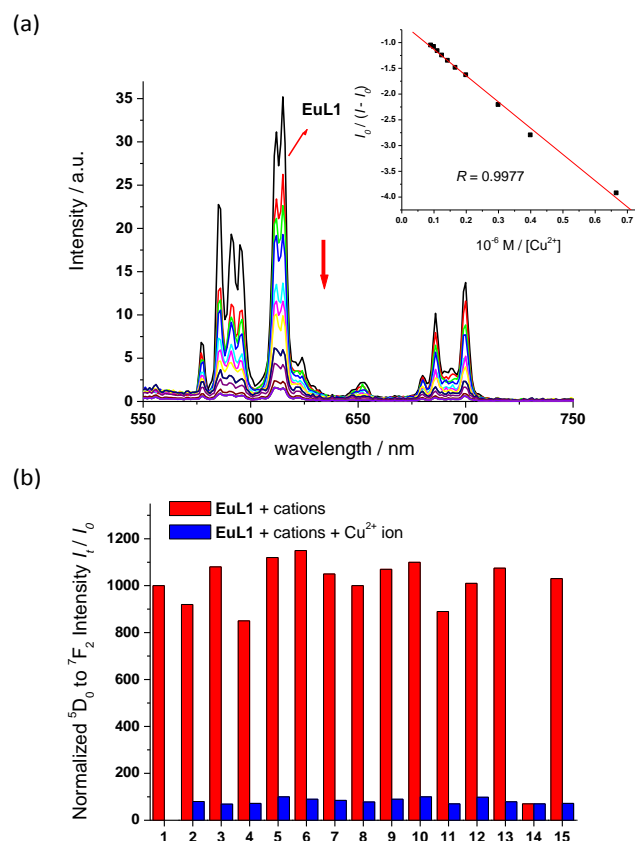 (a)
Intensity / a.u.
35
30
25
20
15
10
5
0
550
600
650
700
750
wavelength / nm
EuL1
I₀ / (I - I₀)
-1.0
-1.5
-2.0
-2.5
-3.0
-3.5
-4.0
0.0 0.1 0.2 0.3 0.4 0.5 0.6 0.7
R = 0.9977
10⁻⁶ M / [Cu²⁺]
(b)
Normalized ⁵D₀ to ⁷F₂ Intensity Iₜ / I₀
EuL1 + cations
EuL1 + cations + Cu²⁺ ion
1200
1000
800
600
400
200
0
1 2 3 4 5 6 7 8 9 10 11 12 13 14 15